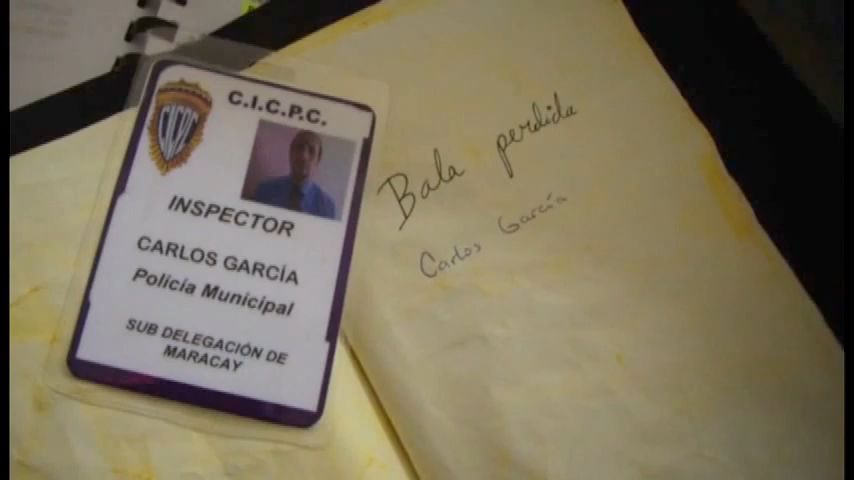 C.I.C.P.C.
CICPC
INSPECTOR
CARLOS GARCÍA
Policía Municipal
SUB DELEGACIÓN DE
MARACAY
Bala perdida
Carlos García